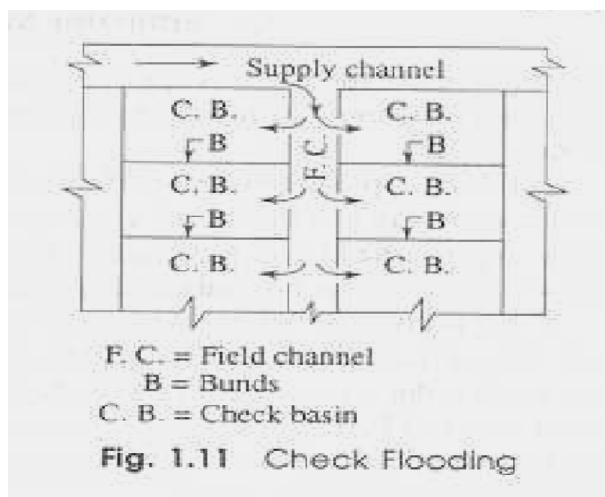 Supply channel
C. B. C. B.
B B
F. C.
C. B. C. B.
B B
C. B. C. B.
F. C. = Field channel
B = Bunds
C. B. = Check basin
Fig. 1.11 Check Flooding